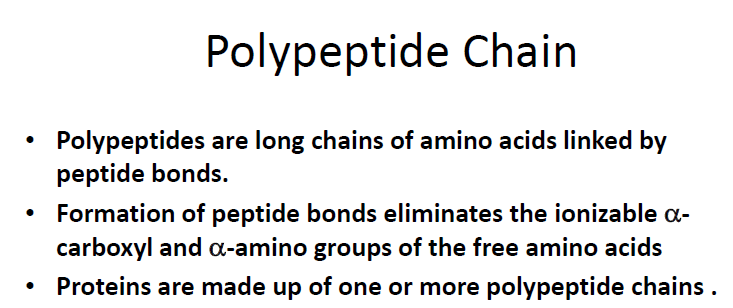 Polypeptide Chain
• Polypeptides are long chains of amino acids linked by
peptide bonds.
• Formation of peptide bonds eliminates the ionizable α-
carboxyl and α-amino groups of the free amino acids
• Proteins are made up of one or more polypeptide chains .